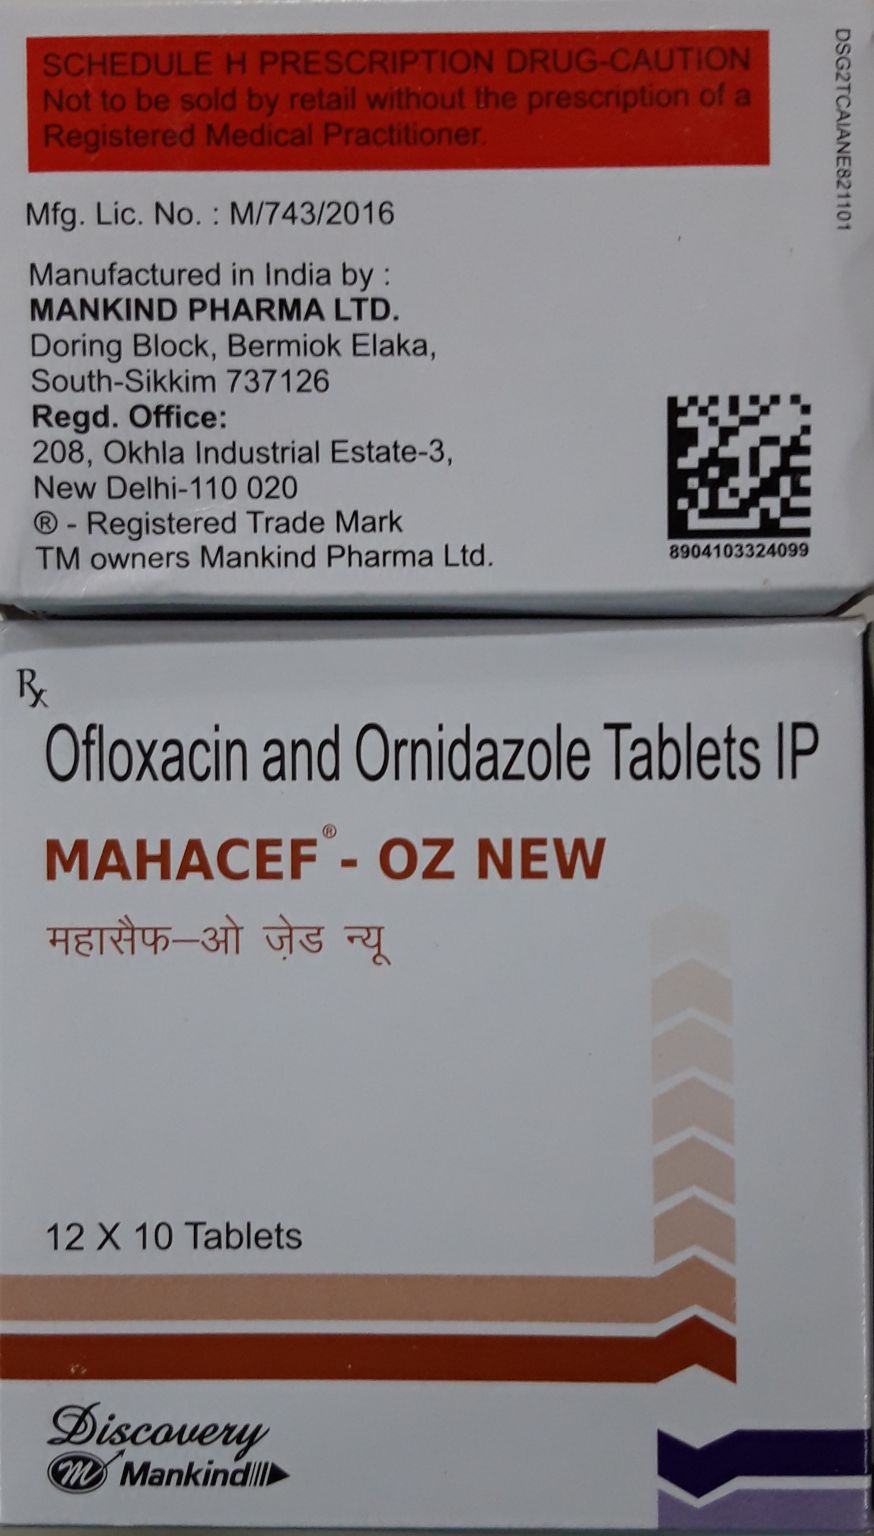 SCHEDULE H PRESCRIPTION DRUG-CAUTION
Not to be sold by retail without the prescription of a
Registered Medical Practitioner.
DSG2TCAIANE821101
Mfg. Lic. No. : M/743/2016
Manufactured in India by :
MANKIND PHARMA LTD.
Doring Block, Bermiok Elaka,
South-Sikkim 737126
Regd. Office:
208, Okhla Industrial Estate-3,
New Delhi-110 020
® - Registered Trade Mark
TM owners Mankind Pharma Ltd.
8904103324099
Rx
Ofloxacin and Ornidazole Tablets IP
MAHACEF® - OZ NEW
महासैफ–ओ ज़ेड न्यू
12 X 10 Tablets
Discovery
M Mankind